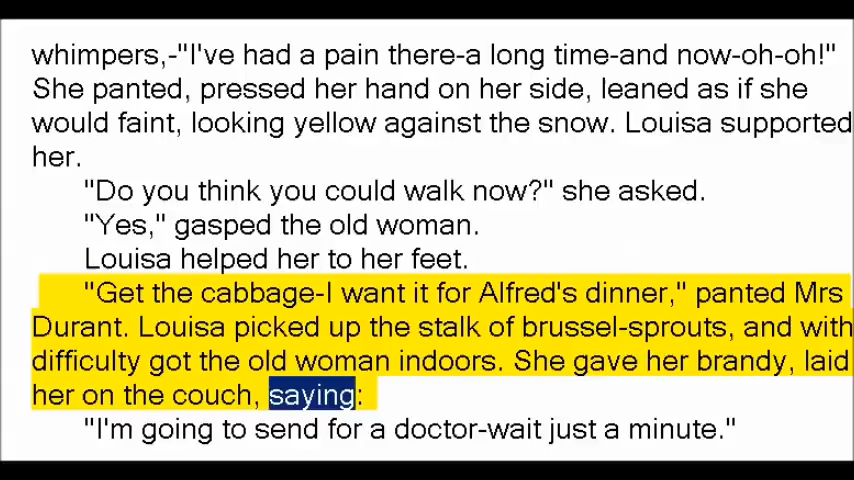 whimpers,-"I've had a pain there-a long time-and now-oh-oh!"
She panted, pressed her hand on her side, leaned as if she
would faint, looking yellow against the snow. Louisa supported
her.
"Do you think you could walk now?" she asked.
"Yes," gasped the old woman.
Louisa helped her to her feet.
"Get the cabbage-I want it for Alfred's dinner," panted Mrs
Durant. Louisa picked up the stalk of brussel-sprouts, and with
difficulty got the old woman indoors. She gave her brandy, laid
her on the couch, saying:
"I'm going to send for a doctor-wait just a minute."